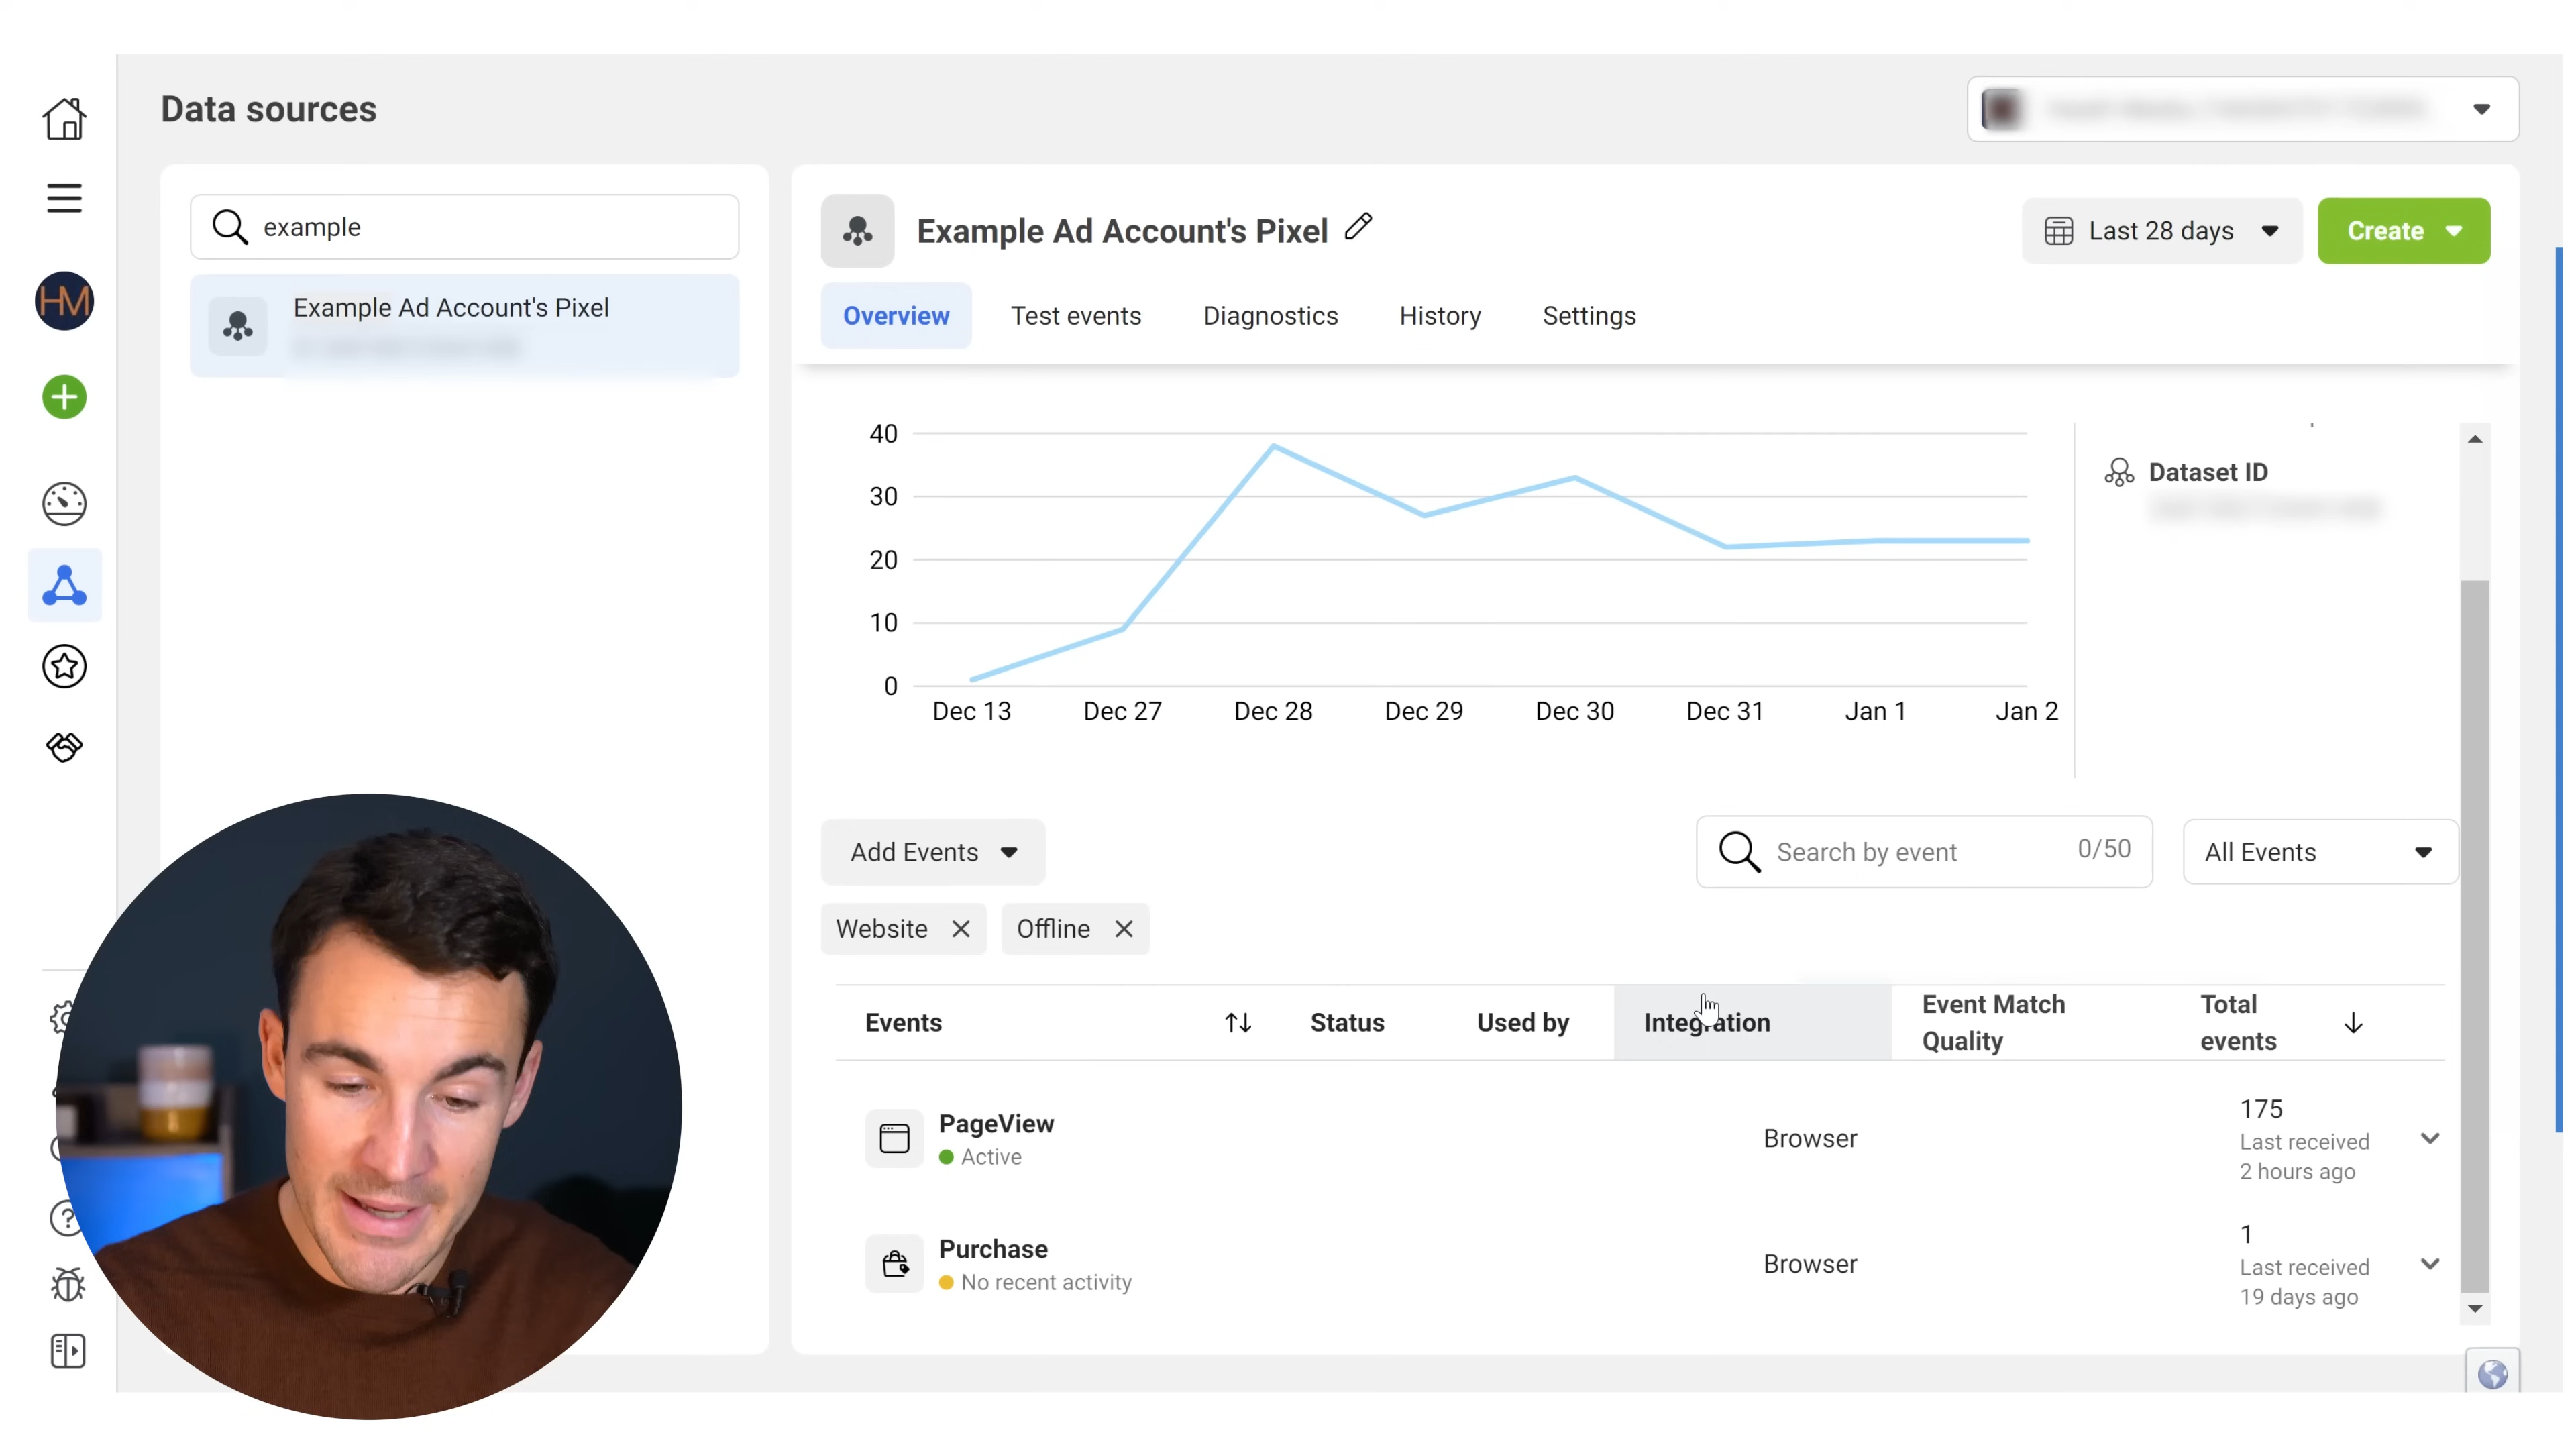 Data sources
HM
example
Example Ad Account's Pixel
Example Ad Account's Pixel
Last 28 days
Create
Overview
Test events
Diagnostics
History
Settings
40
30
20
10
0
Dec 13
Dec 27
Dec 28
Dec 29
Dec 30
Dec 31
Jan 1
Jan 2
Dataset ID
Add Events
Search by event
0/50
All Events
Website
Offline
Events
Status
Used by
Integration
Event Match
Quality
Total
events
PageView
Active
Browser
175
Last received
2 hours ago
Purchase
No recent activity
Browser
1
Last received
19 days ago